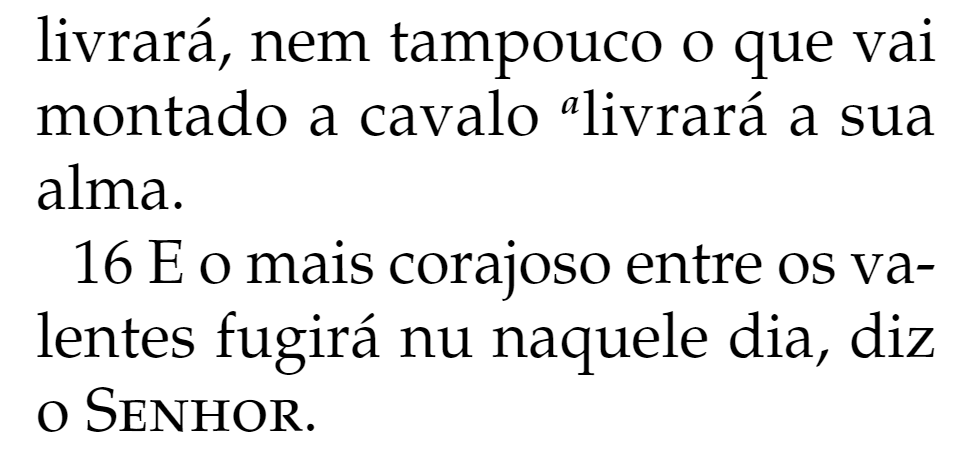 livrará, nem tampouco o que vai
montado a cavalo ᵃlivrará a sua
alma.
16 E o mais corajoso entre os va-
lentes fugirá nu naquele dia, diz
o SENHOR.